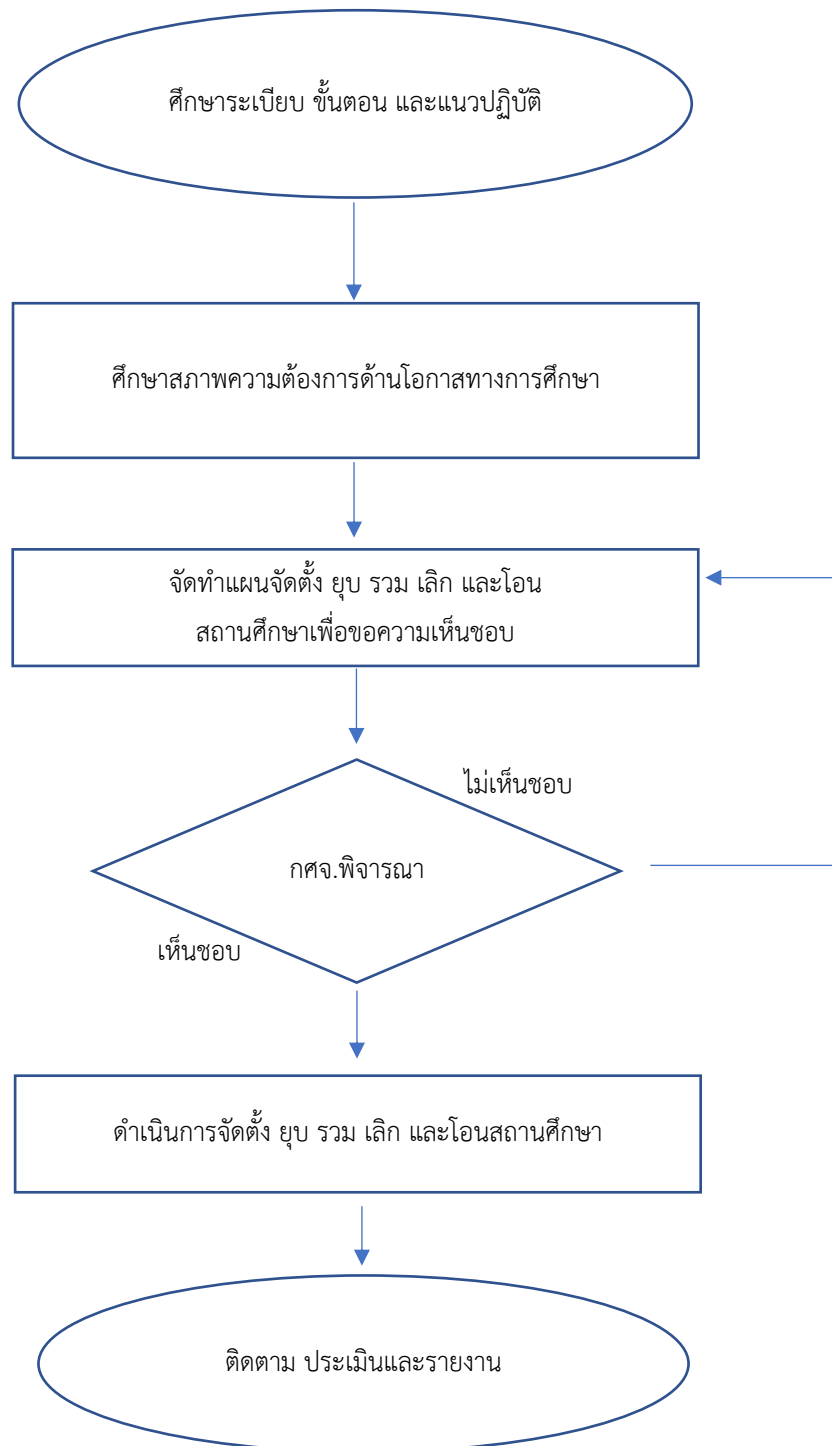 ศึกษาระเบียบ ขั้นตอน และแนวปฏิบัติ
ศึกษาสภาพความต้องการด้านโอกาสทางการศึกษา
จัดทำแผนจัดตั้ง ยุบ รวม เลิก และโอน
สถานศึกษาเพื่อขอความเห็นชอบ
ไม่เห็นชอบ
กศจ.พิจารณา
เห็นชอบ
ดำเนินการจัดตั้ง ยุบ รวม เลิก และโอนสถานศึกษา
ติดตาม ประเมินและรายงาน